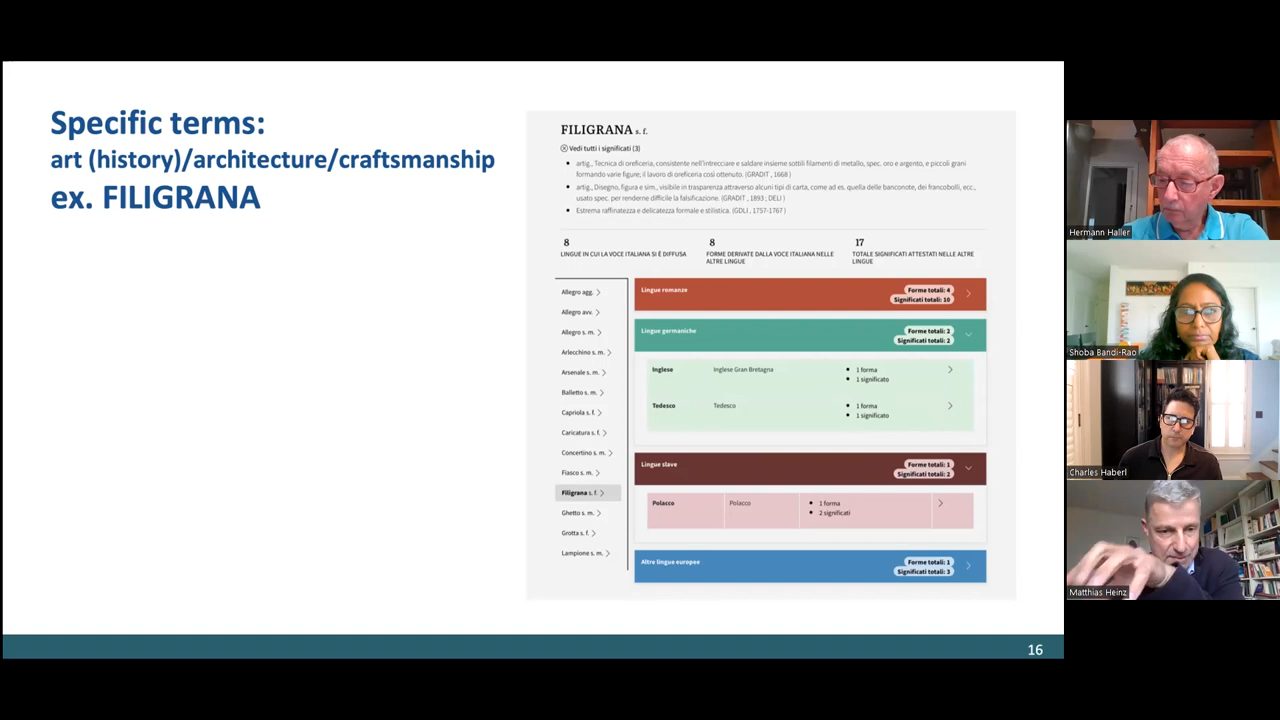 Specific terms:
art (history)/architecture/craftsmanship
ex. FILIGRANA
FILIGRANA s. f.
Vedi tutti i significati (3)
• artig., Tecnica di oreficeria, consistente nell'intrecciare e saldare insieme sottili filamenti di metallo, spec. oro e argento, e piccoli grani
formando varie figure; il lavoro di oreficeria così ottenuto. (GRADIT , 1668 )
• artig., Disegno, figura e sim., visibile in trasparenza attraverso alcuni tipi di carta, come ad es. quella delle banconote, dei francobolli, ecc.,
usato spec. per renderne difficile la falsificazione. (GRADIT , 1893 ; DELI )
• Estrema raffinatezza e delicatezza formale e stilistica. (GDLI , 1757-1767 )
8
LINGUE IN CUI LA VOCE ITALIANA SI È DIFFUSA
8
FORME DERIVATE DALLA VOCE ITALIANA NELLE
ALTRE LINGUE
17
TOTALE SIGNIFICATI ATTESTATI NELLE ALTRE
LINGUE
Allegro agg.
Allegro avv.
Allegro s. m.
Arlecchino s. m.
Arsenale s. m.
Balletto s. m.
Capriola s. f.
Caricatura s. f.
Concertino s. m.
Fiasco s. m.
Filigrana s. f.
Ghetto s. m.
Grotta s. f.
Lampione s. m.
Lingue romanze
Forme totali: 4
Significati totali: 10
Lingue germaniche
Forme totali: 2
Significati totali: 2
Inglese
Inglese Gran Bretagna
• 1 forma
• 1 significato
Tedesco
Tedesco
• 1 forma
• 1 significato
Lingue slave
Forme totali: 1
Significati totali: 2
Polacco
Polacco
• 1 forma
• 2 significati
Altre lingue europee
Forme totali: 1
Significati totali: 3
16
Hermann Haller
Shoba Bandi-Rao
Charles Haberl
Matthias Heinz